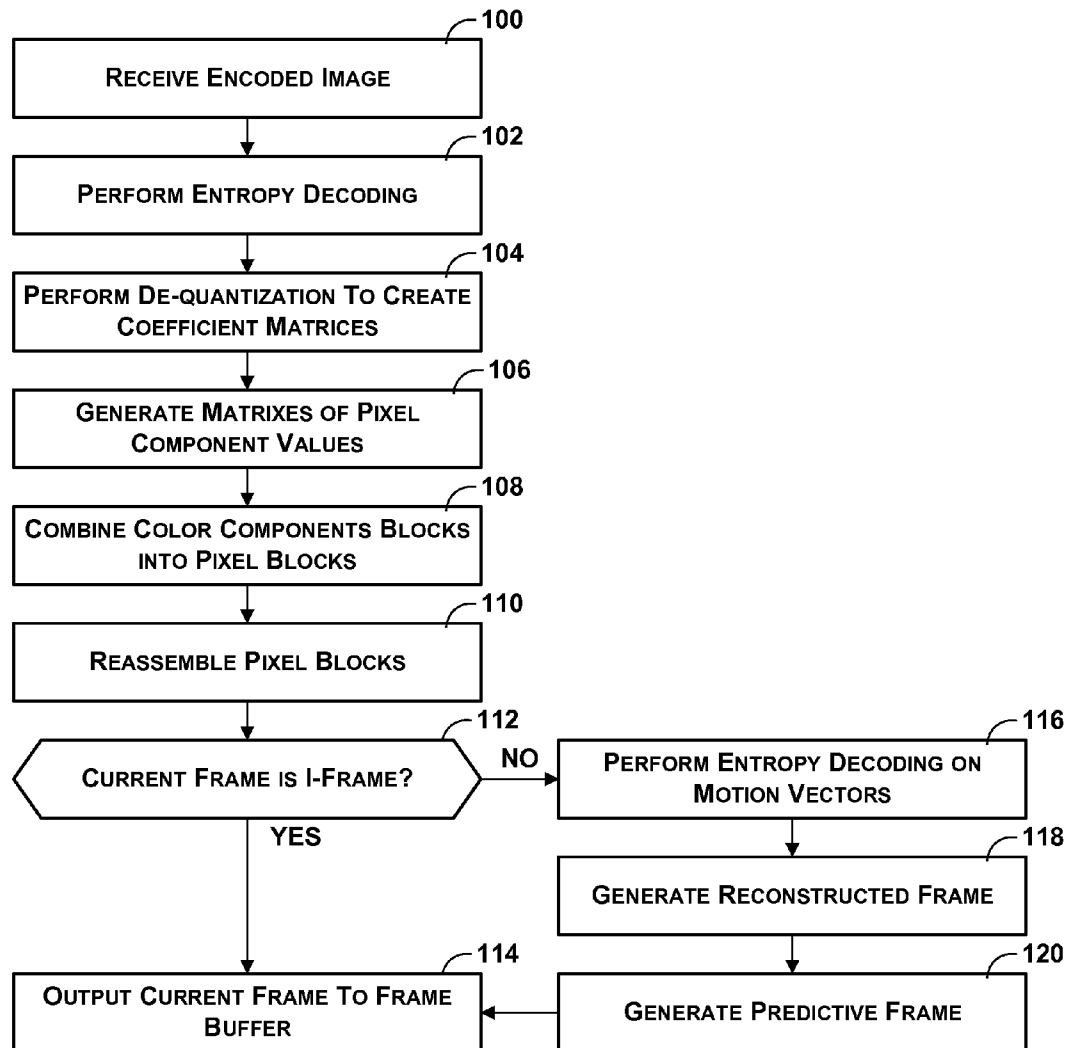 100
RECEIVE ENCODED IMAGE
102
PERFORM ENTROPY DECODING
104
PERFORM DE-QUANTIZATION TO CREATE
COEFFICIENT MATRICES
106
GENERATE MATRIXES OF PIXEL
COMPONENT VALUES
108
COMBINE COLOR COMPONENTS BLOCKS
INTO PIXEL BLOCKS
110
REASSEMBLE PIXEL BLOCKS
112
CURRENT FRAME IS I-FRAME?
NO
YES
116
PERFORM ENTROPY DECODING ON
MOTION VECTORS
118
GENERATE RECONSTRUCTED FRAME
114
OUTPUT CURRENT FRAME TO FRAME
BUFFER
120
GENERATE PREDICTIVE FRAME